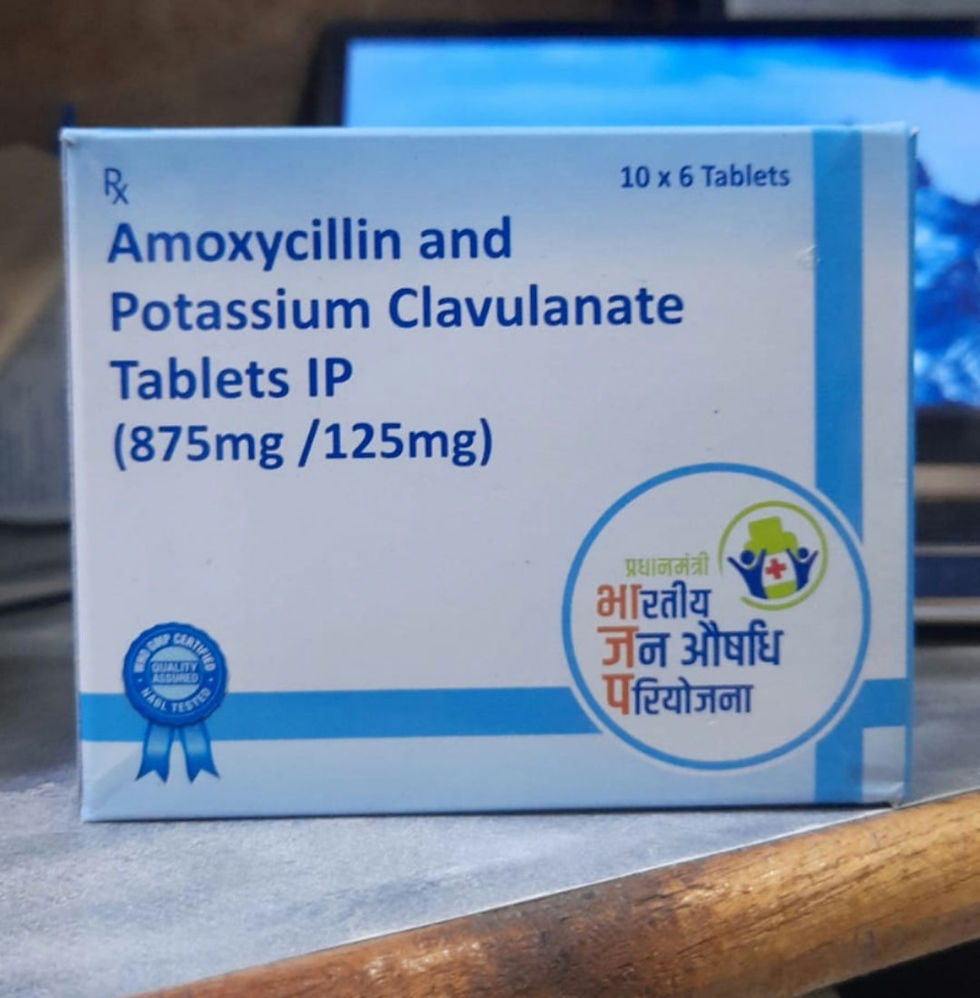 Rx
10 x 6 Tablets
Amoxycillin and
Potassium Clavulanate
Tablets IP
(875mg /125mg)
प्रधानमंत्री
भारतीय
जन औषधि
परियोजना
WHO GMP CERTIFIED
QUALITY
ASSURED
NABL TESTED